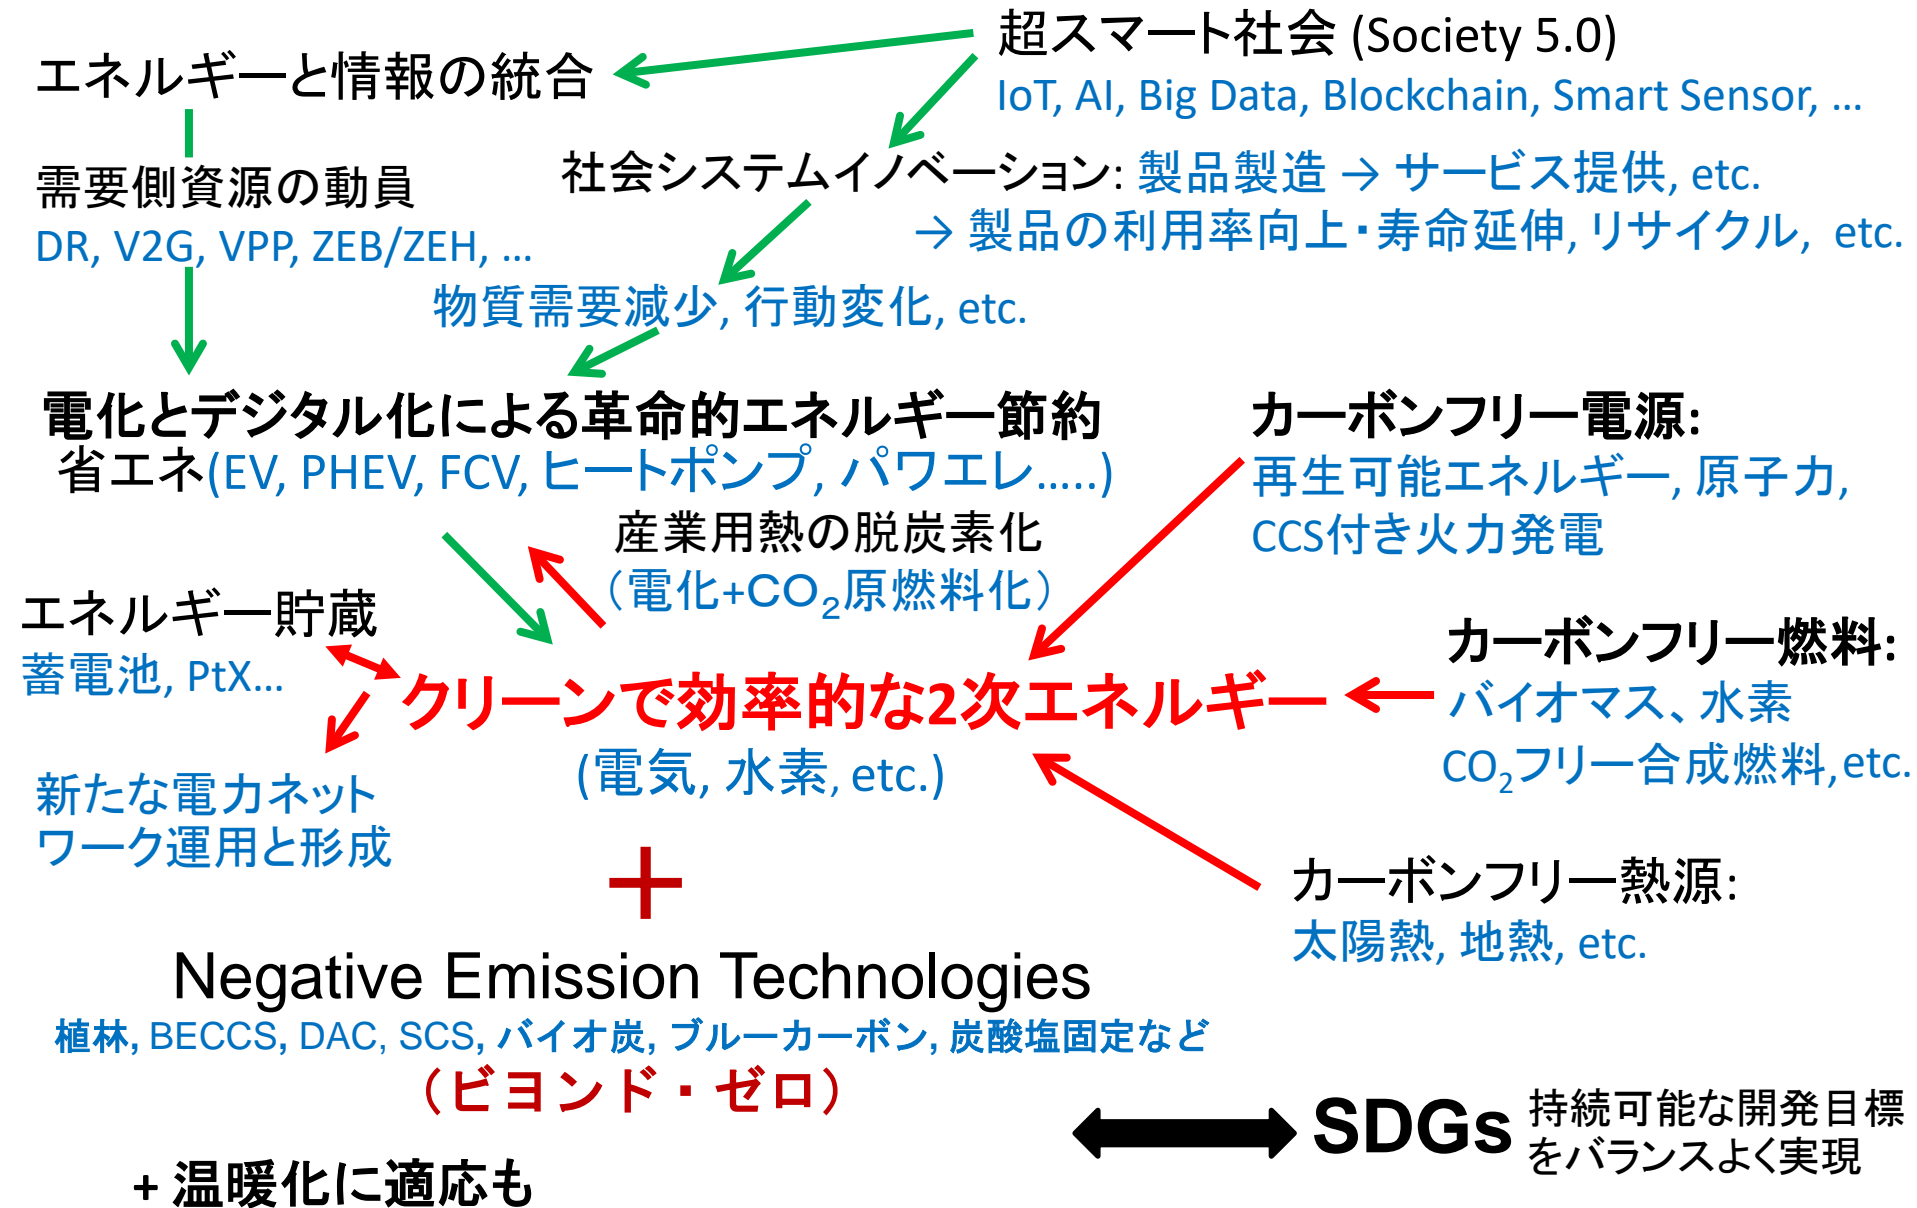 超スマート社会 (Society 5.0)
IoT, AI, Big Data, Blockchain, Smart Sensor, ...
エネルギーと情報の統合
需要側資源の動員
DR, V2G, VPP, ZEB/ZEH, ...
社会システムイノベーション: 製品製造 → サービス提供, etc.
→ 製品の利用率向上・寿命延伸, リサイクル, etc.
物質需要減少, 行動変化, etc.
電化とデジタル化による革命的エネルギー節約
省エネ(EV, PHEV, FCV, ヒートポンプ, パワエレ.....)
産業用熱の脱炭素化
（電化+CO₂原燃料化）
カーボンフリー電源:
再生可能エネルギー, 原子力,
CCS付き火力発電
エネルギー貯蔵
蓄電池, PtX...
カーボンフリー燃料:
バイオマス、水素
CO₂フリー合成燃料, etc.
クリーンで効率的な2次エネルギー
(電気, 水素, etc.)
新たな電力ネット
ワーク運用と形成
カーボンフリー熱源:
太陽熱, 地熱, etc.
+
Negative Emission Technologies
植林, BECCS, DAC, SCS, バイオ炭, ブルーカーボン, 炭酸塩固定など
（ビヨンド・ゼロ）
SDGs 持続可能な開発目標
をバランスよく実現
+ 温暖化に適応も